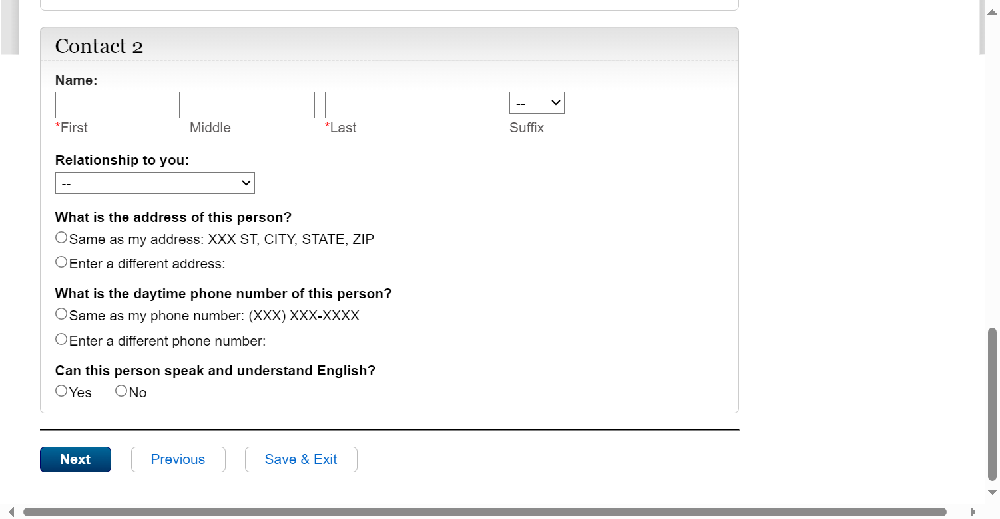 Contact 2
Name:
--
*First Middle *Last Suffix
Relationship to you:
--
What is the address of this person?
Same as my address: XXX ST, CITY, STATE, ZIP
Enter a different address:
What is the daytime phone number of this person?
Same as my phone number: (XXX) XXX-XXXX
Enter a different phone number:
Can this person speak and understand English?
Yes No
Next Previous Save & Exit